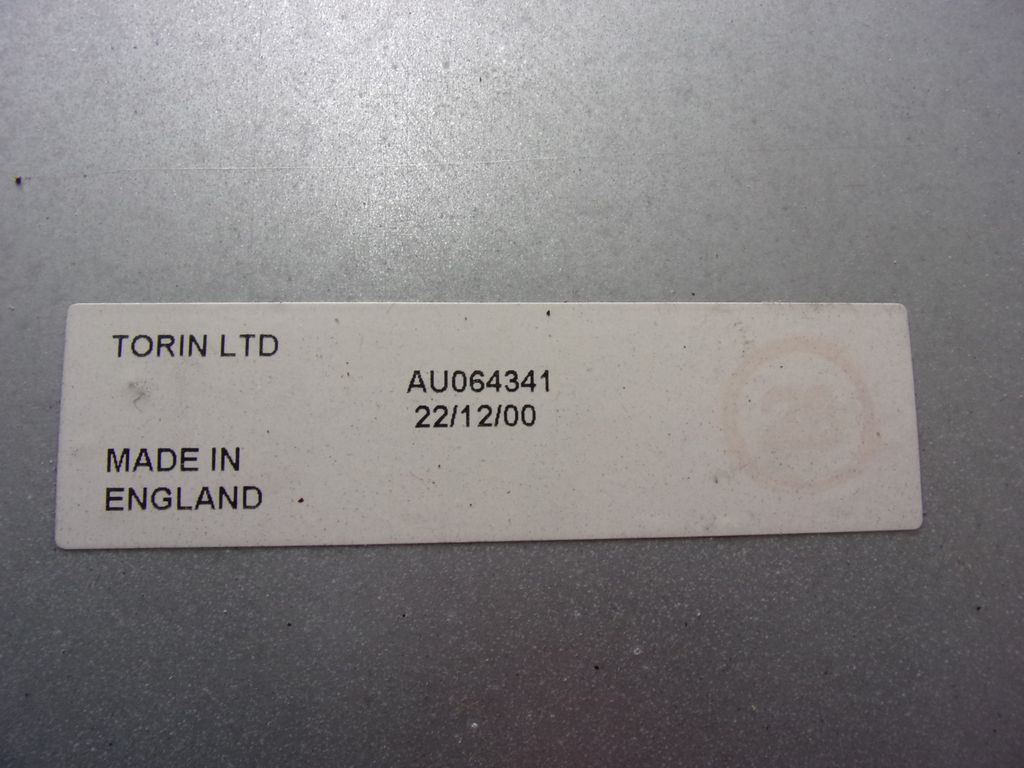 TORIN LTD
AU064341
22/12/00
MADE IN
ENGLAND